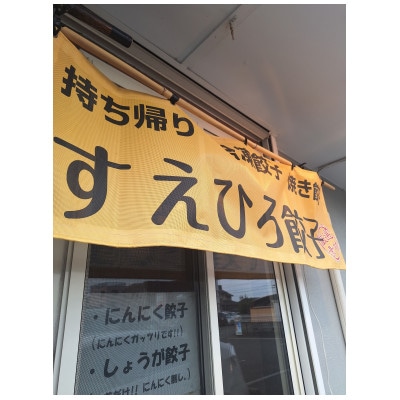 持ち帰り 餃子 焼き
すえひろ餃子
・にんにく餃子
(にんにくガッツリです!!)
・しょうが餃子
!! にんにく無し、